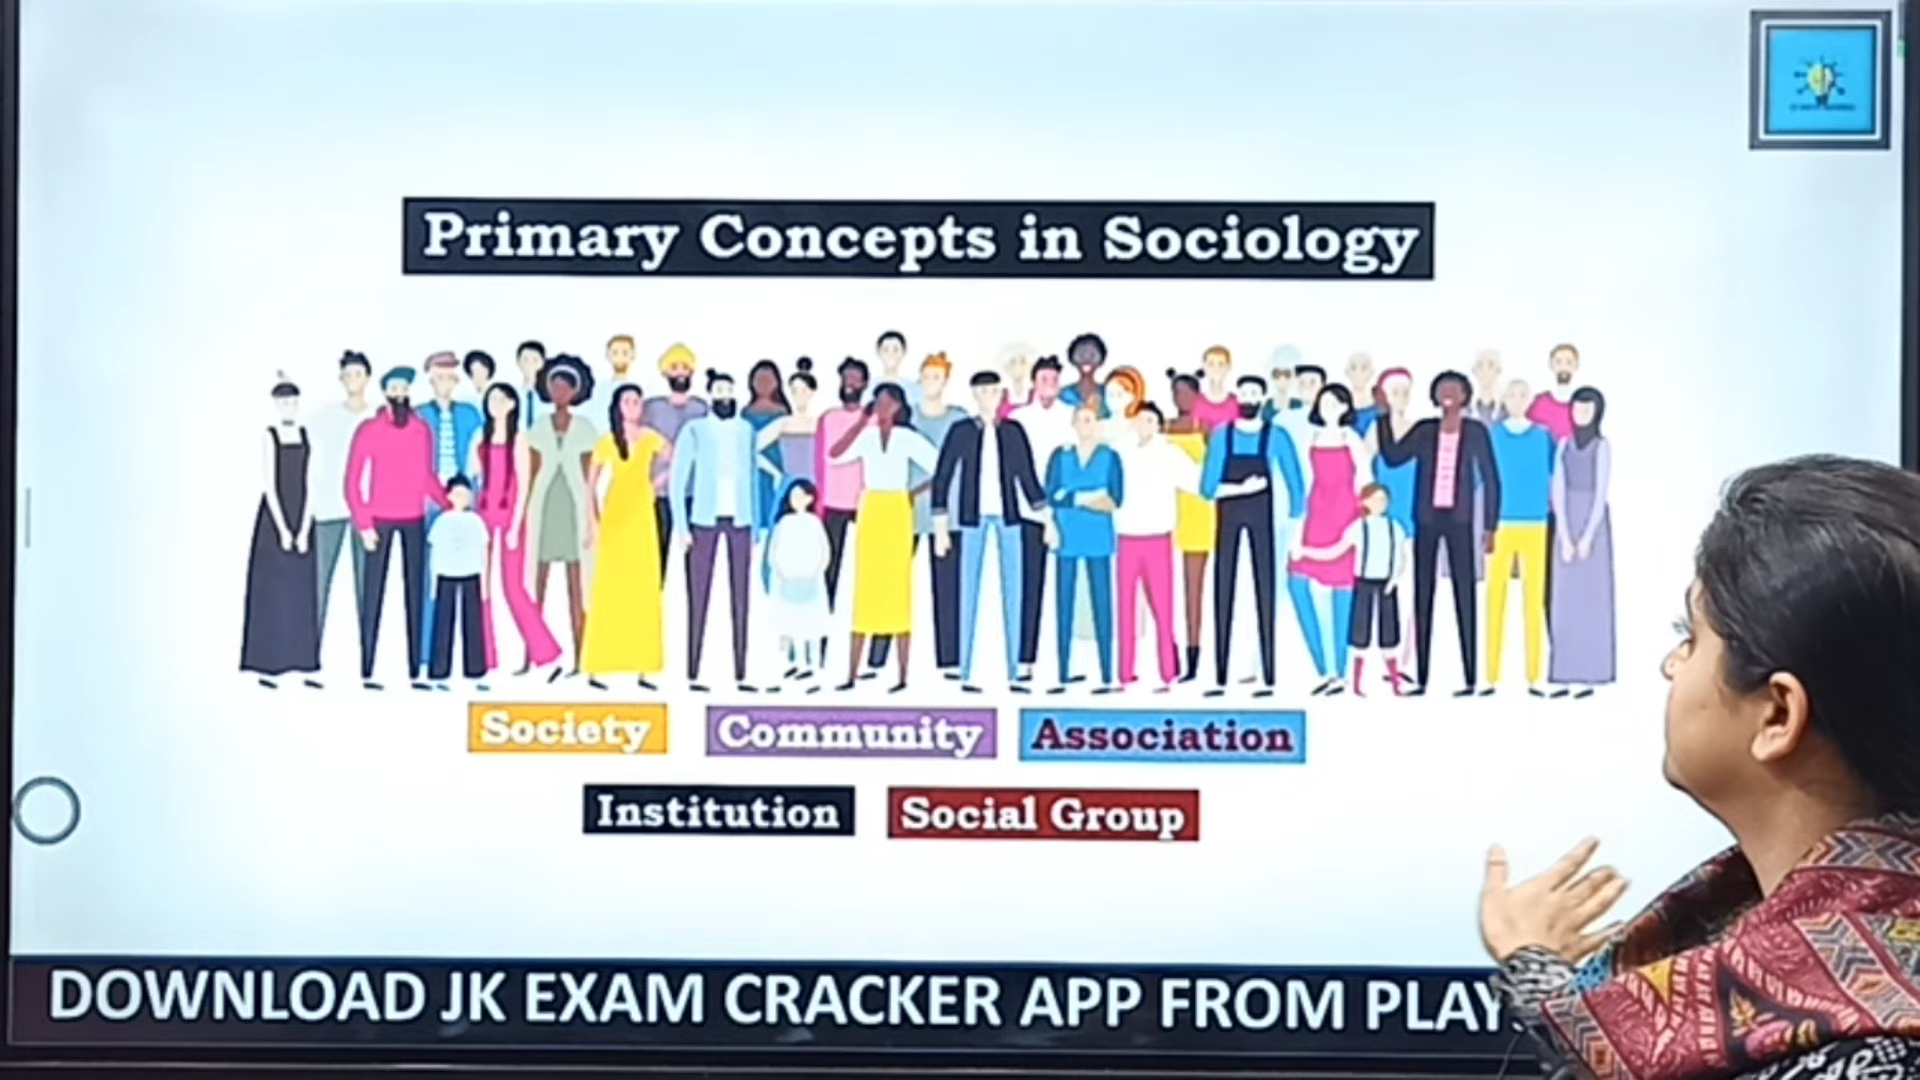 Primary Concepts in Sociology
Society Community Association
Institution Social Group
DOWNLOAD JK EXAM CRACKER APP FROM PLAY